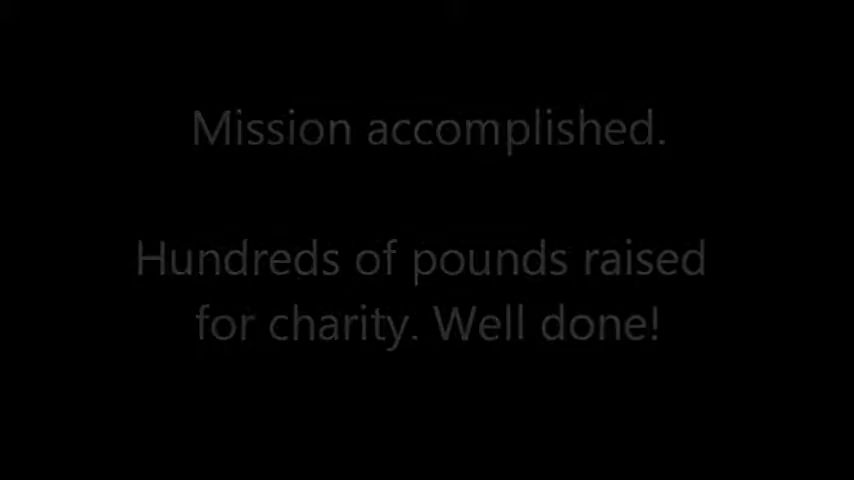 Mission accomplished.
Hundreds of pounds raised
for charity. Well done!